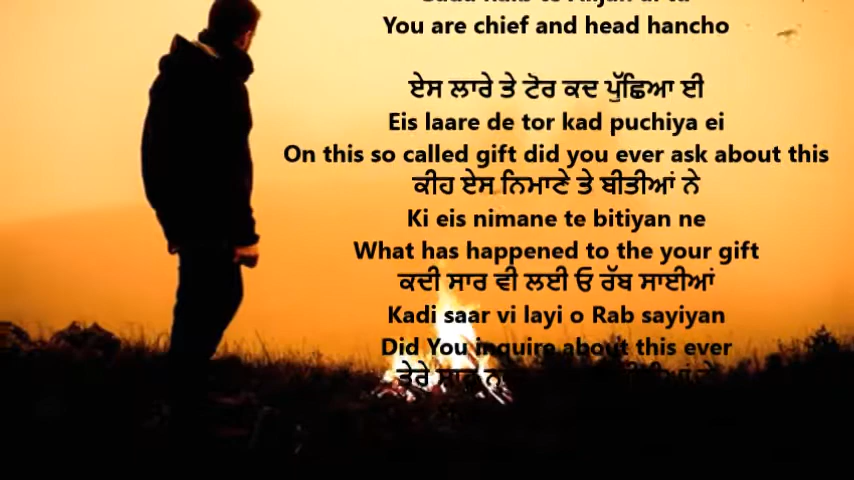 You are chief and head hancho
ਏਸ ਲਾਰੇ ਤੇ ਟੋਰ ਕਦ ਪੁੱਛਿਆ ਈ
Eis laare de tor kad puchiya ei
On this so called gift did you ever ask about this
ਕੀਹ ਏਸ ਨਿਮਾਣੇ ਤੇ ਬੀਤੀਆਂ ਨੇ
Ki eis nimane te bitiyan ne
What has happened to the your gift
ਕਦੀ ਸਾਰ ਵੀ ਲਈ ਓ ਰੱਬ ਸਾਈਆਂ
Kadi saar vi layi o Rab sayiyan
Did You inquire about this ever
ਤੇਰੇ